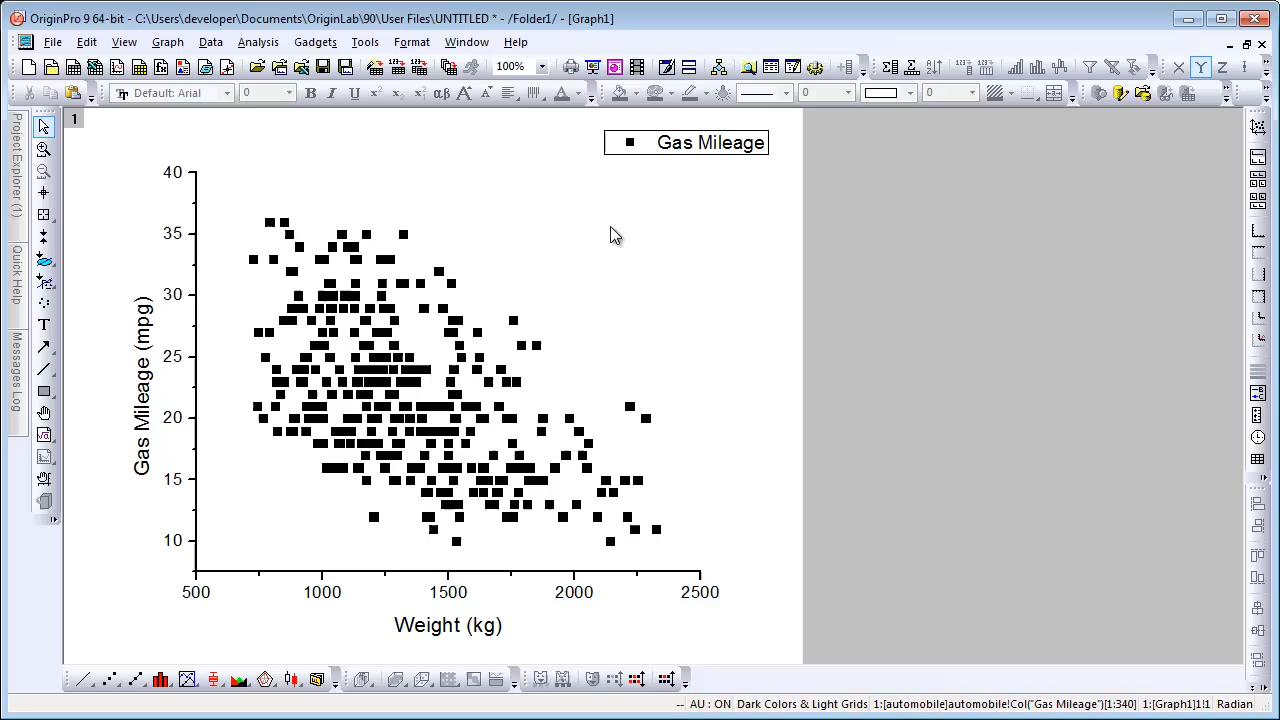 OriginPro 9 64-bit - C:\Users\developer\Documents\OriginLab\90\User Files\UNTITLED * - /Folder1/ - [Graph1]
File Edit View Graph Data Analysis Gadgets Tools Format Window Help
100%
Default: Arial 0 B I U 0 0
Project Explorer (1)
Quick Help
Messages Log
1
Gas Mileage
40
35
30
25
20
15
10
Gas Mileage (mpg)
500 1000 1500 2000 2500
Weight (kg)
-- AU : ON Dark Colors & Light Grids 1:[automobile]automobile!Col("Gas Mileage")[1:340] 1:[Graph1]1!1 Radian